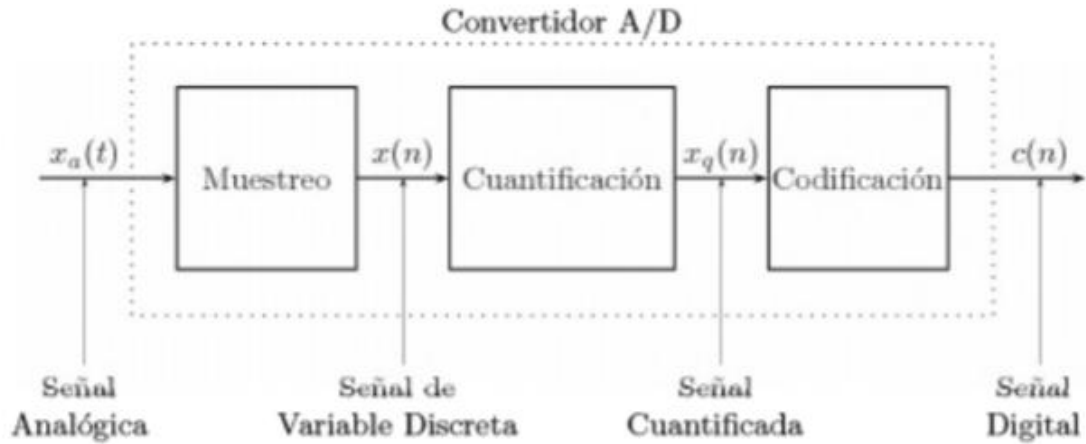 Convertidor A/D
x_a(t)
x(n)
x_q(n)
c(n)
Muestreo
Cuantificación
Codificación
Señal
Analógica
Señal de
Variable Discreta
Señal
Cuantificada
Señal
Digital